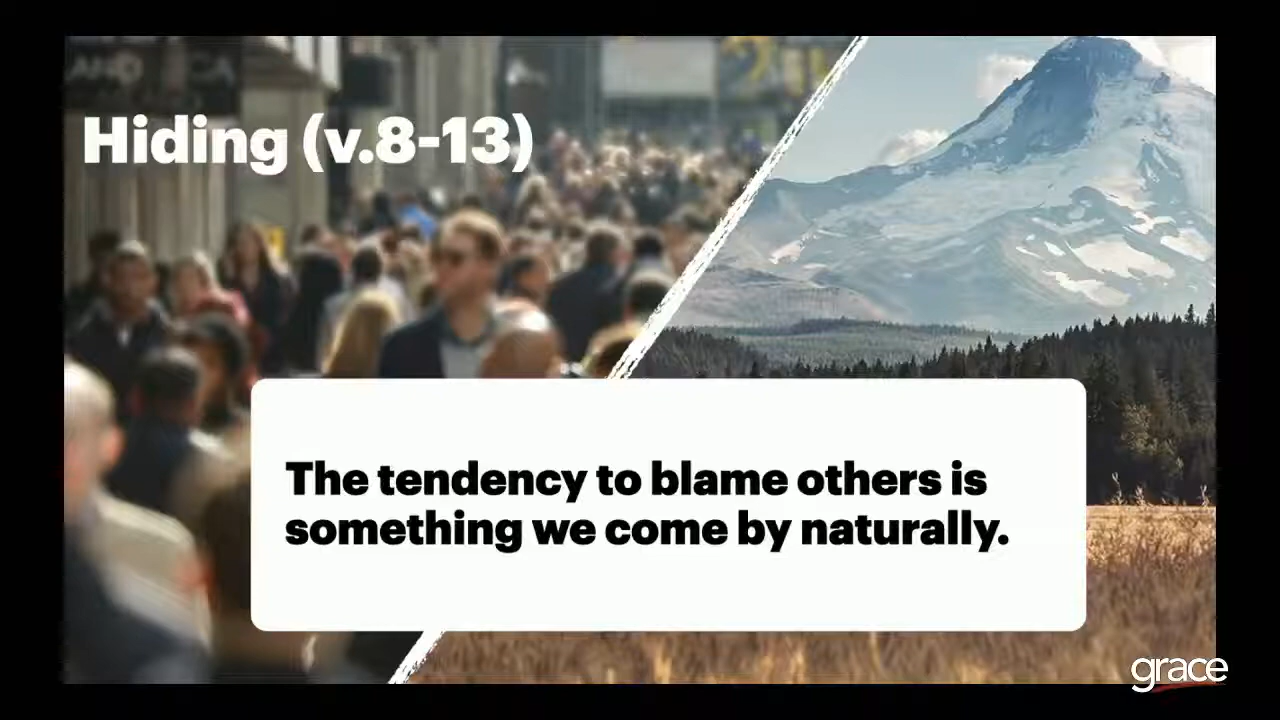 Hiding (v.8-13)
The tendency to blame others is
something we come by naturally.
grace